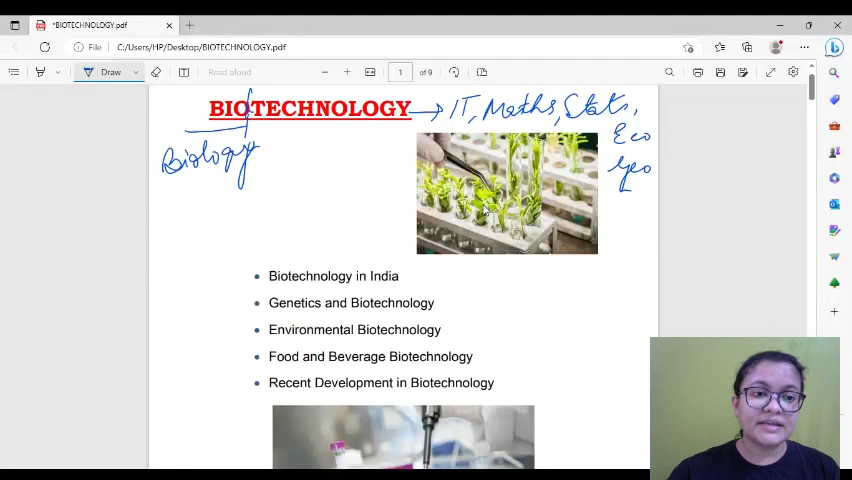 *BIOTECHNOLOGY.pdf
File C:/Users/HP/Desktop/BIOTECHNOLOGY.pdf
Draw Read aloud 1 of 9
BIOTECHNOLOGY → IT, Maths, Stats,
Eco
Geo
Biology
Biotechnology in India
Genetics and Biotechnology
Environmental Biotechnology
Food and Beverage Biotechnology
Recent Development in Biotechnology